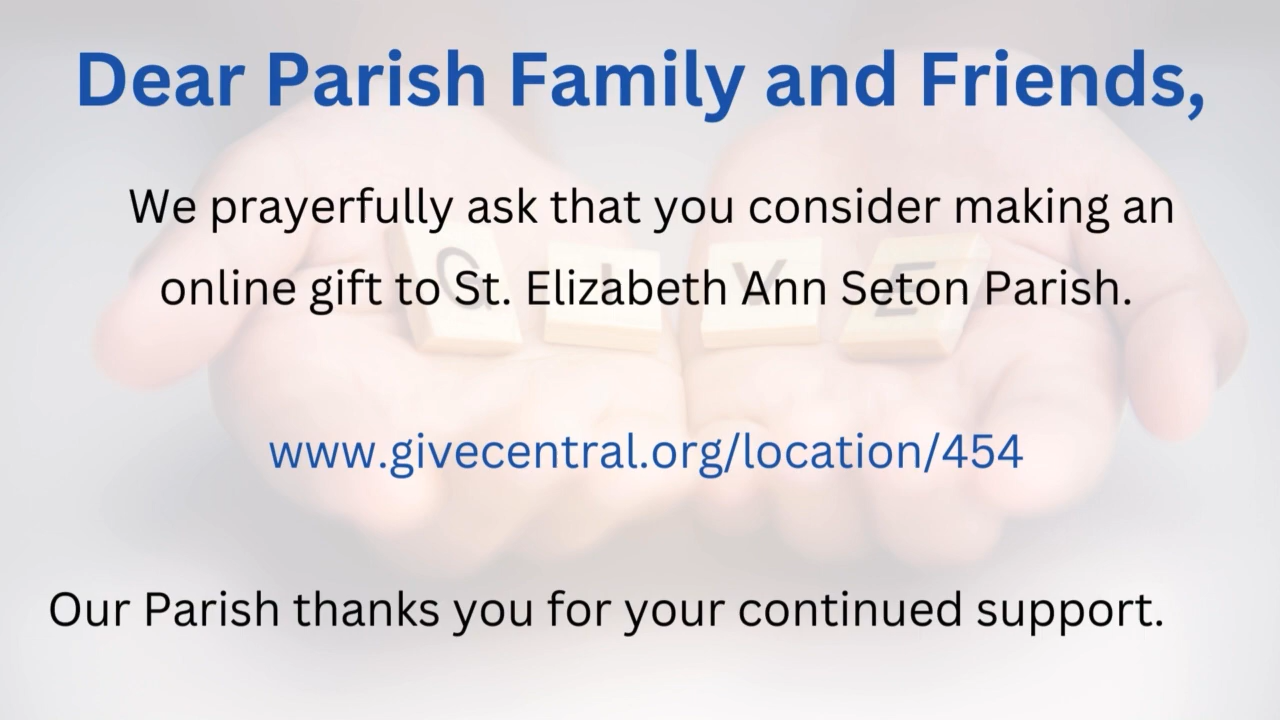 Dear Parish Family and Friends,
We prayerfully ask that you consider making an
online gift to St. Elizabeth Ann Seton Parish.
G I V E
www.givecentral.org/location/454
Our Parish thanks you for your continued support.